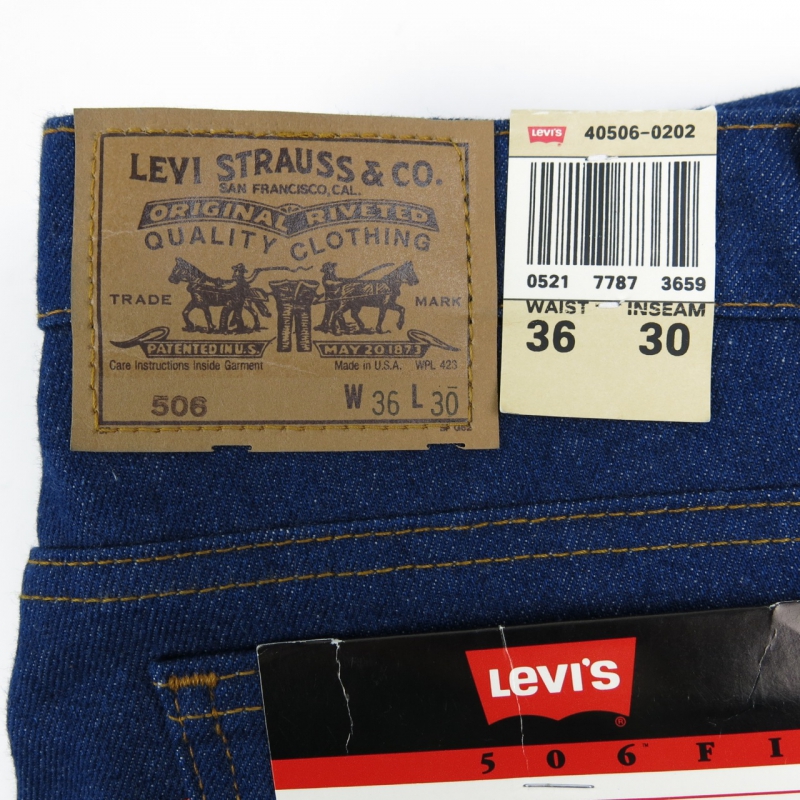 LEVI STRAUSS & CO.
SAN FRANCISCO, CAL.
ORIGINAL RIVETED
QUALITY CLOTHING
TRADE MARK
PATENTED IN U.S. MAY 20 1873
Care Instructions Inside Garment Made in U.S.A. WPL 423
506 W 36 L 30
LEVI'S 40506-0202
0521 7787 3659
WAIST INSEAM
36 30
LEVI'S®
506™ FI